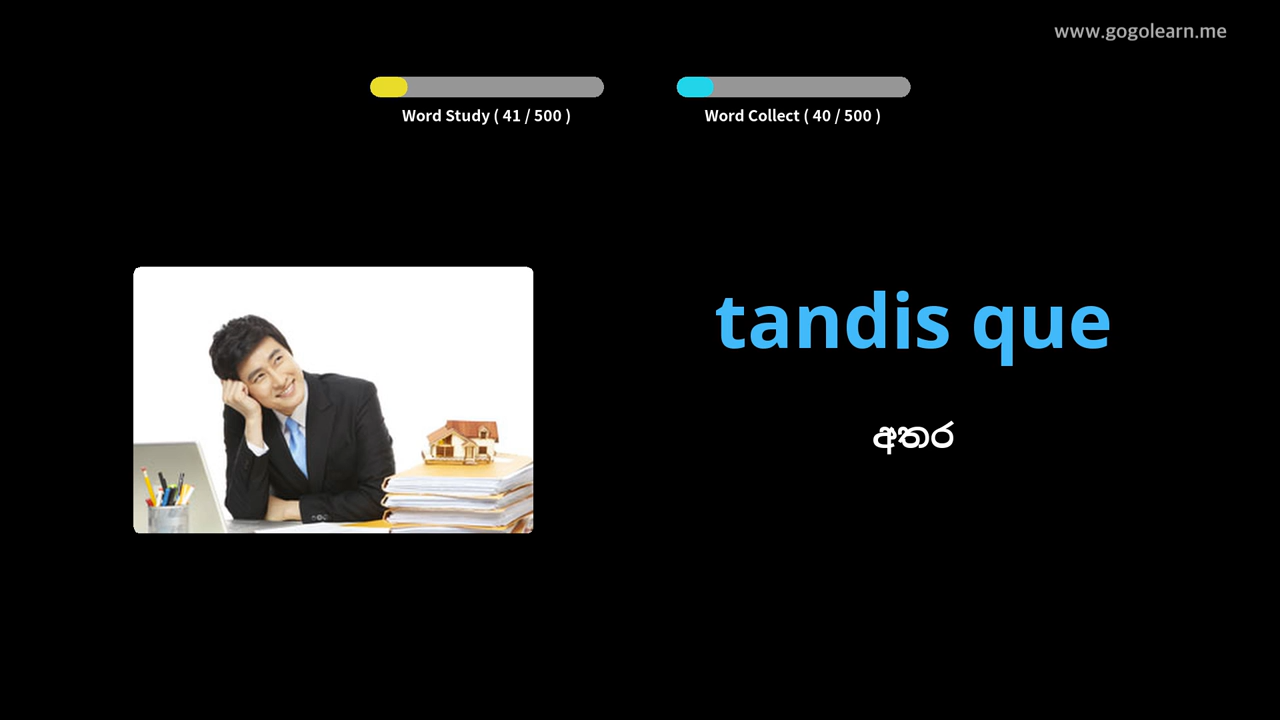 www.gogolearn.me
Word Study ( 41 / 500 )
Word Collect ( 40 / 500 )
tandis que
අතර